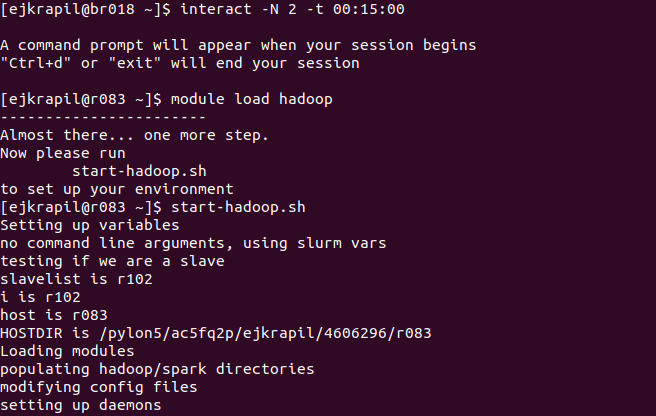 [ejkrapil@br018 ~]$ interact -N 2 -t 00:15:00
A command prompt will appear when your session begins
"Ctrl+d" or "exit" will end your session
[ejkrapil@r083 ~]$ module load hadoop
-----------------------
Almost there... one more step.
Now please run
        start-hadoop.sh
to set up your environment
[ejkrapil@r083 ~]$ start-hadoop.sh
Setting up variables
no command line arguments, using slurm vars
testing if we are a slave
slavelist is r102
i is r102
host is r083
HOSTDIR is /pylon5/ac5fq2p/ejkrapil/4606296/r083
Loading modules
populating hadoop/spark directories
modifying config files
setting up daemons